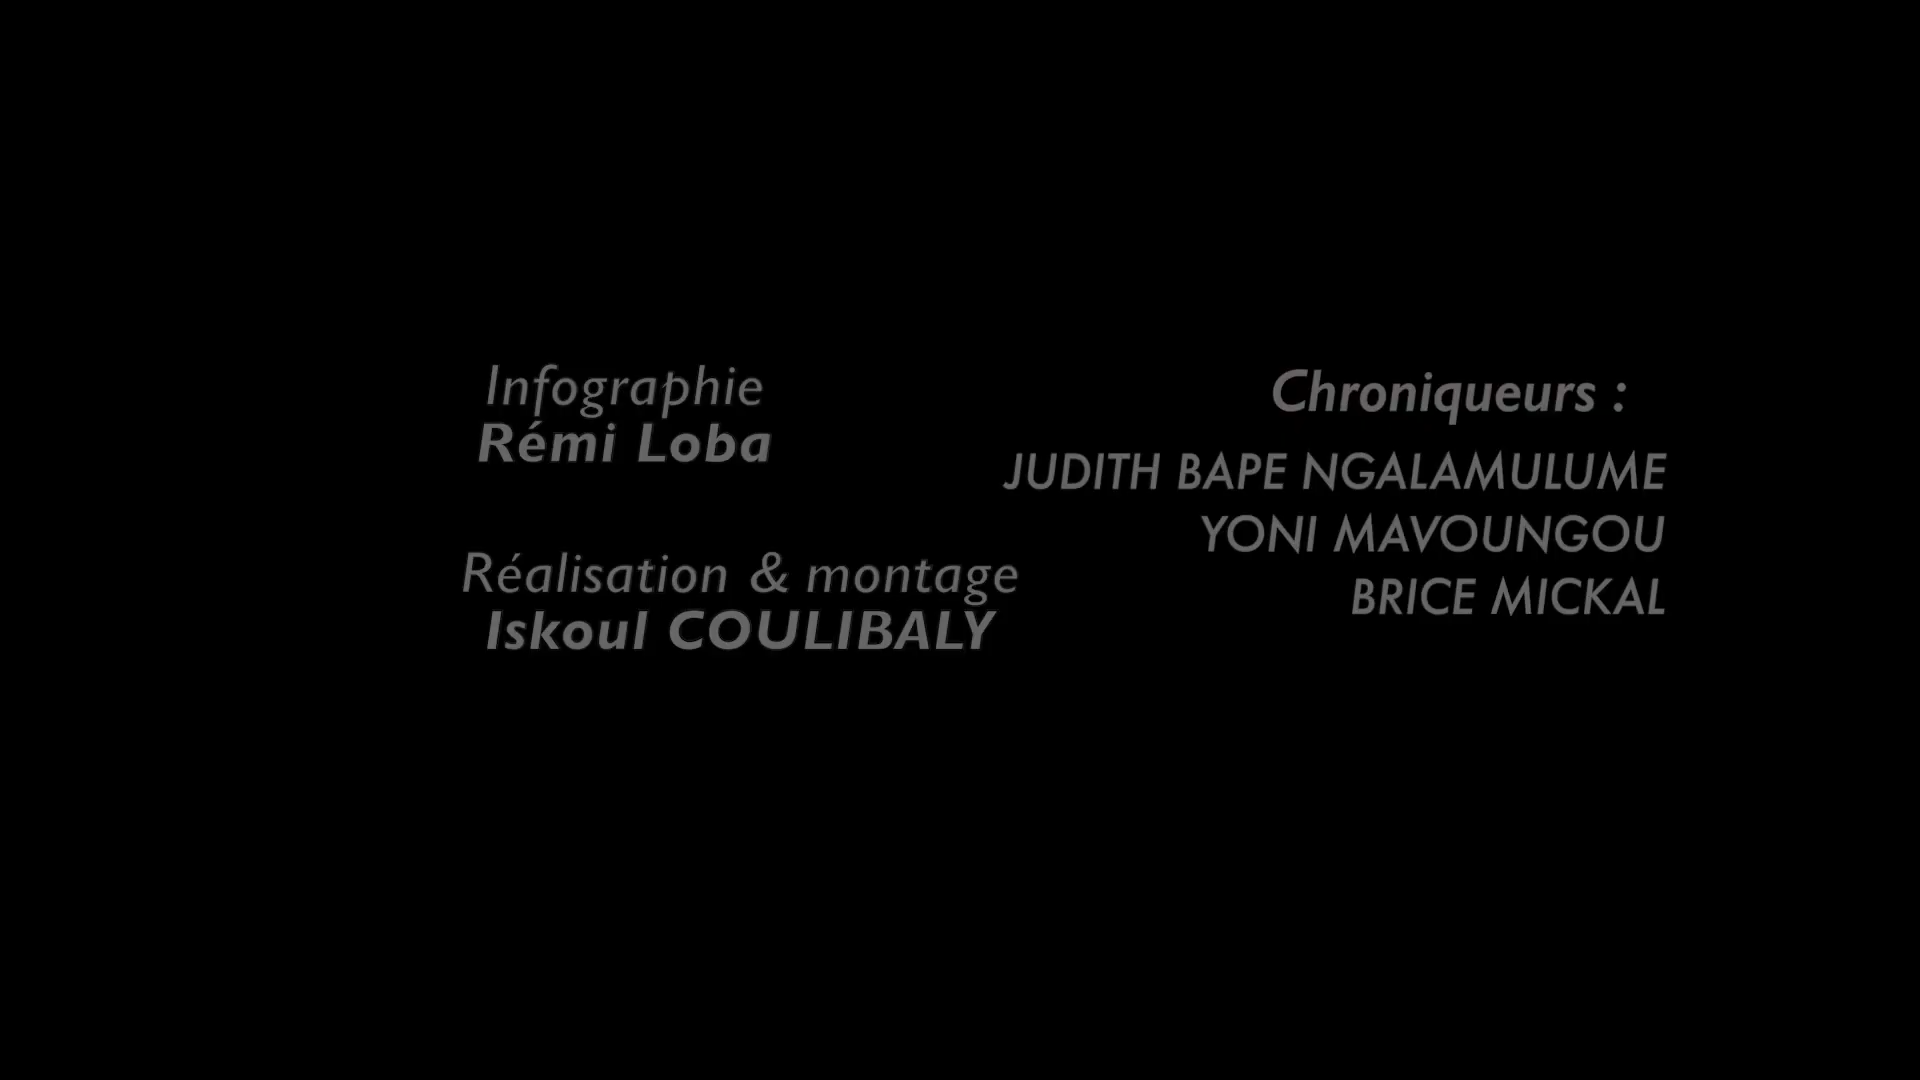 Infographie
Rémi Loba
Réalisation & montage
Iskoul COULIBALY
Chroniqueurs :
JUDITH BAPE NGALAMULUME
YONI MAVOUNGOU
BRICE MICKAL